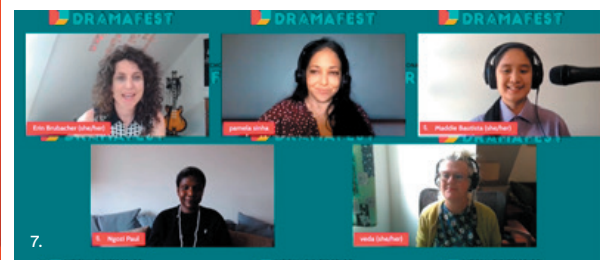 DRAMAFEST
DRAMAFEST
DRAMAFEST
Erin Brubacher (she/her)
pamela sinha
Maddie Bautista (she/her)
Ngozi Paul
veda (she/her)
7.